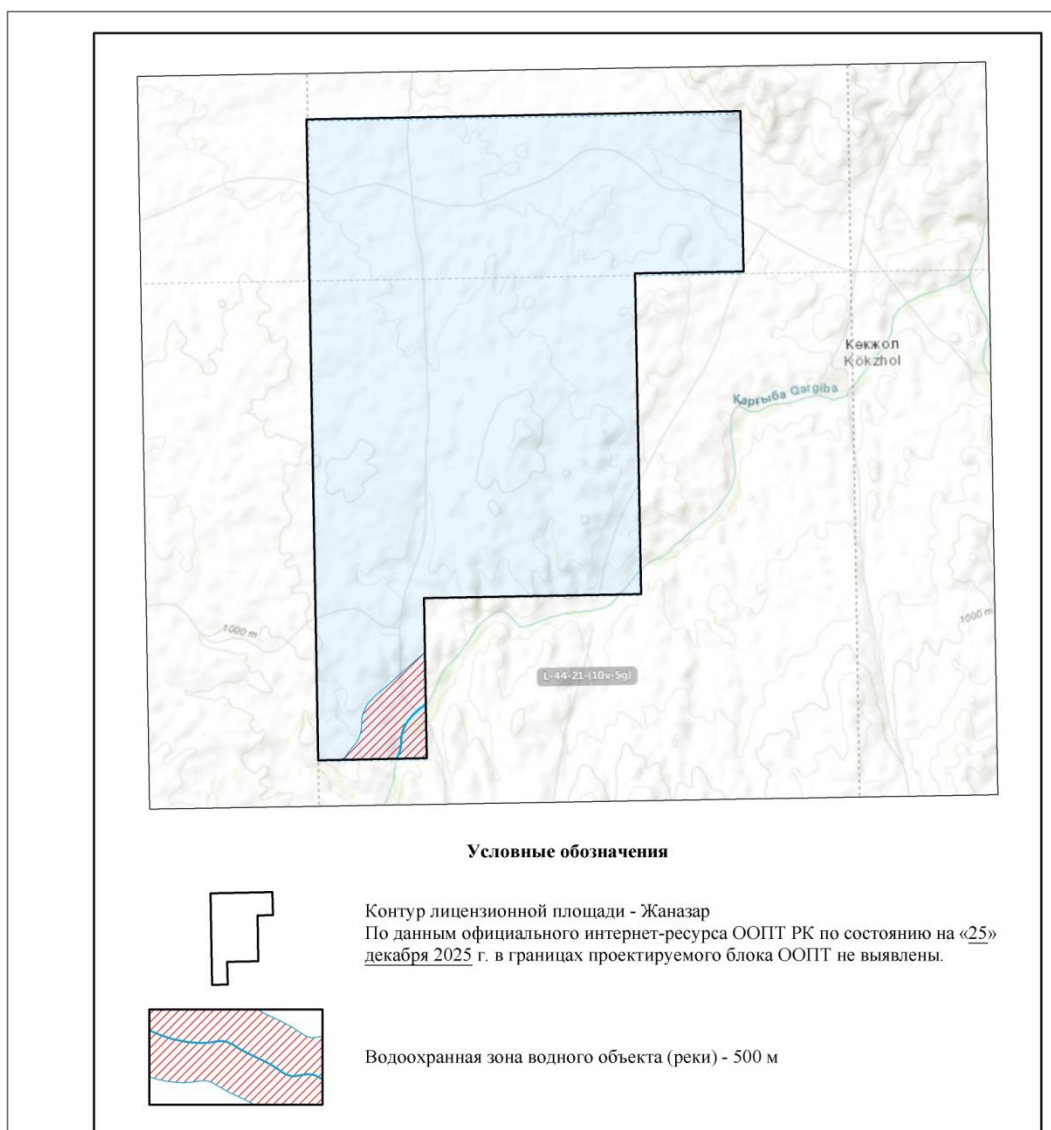 Көкжол
Kökzhol
Қарғыба Qargiba
1000 m
1000 m
L-44-21-(10v-5g)
Условные обозначения
Контур лицензионной площади - Жаназар
По данным официального интернет-ресурса ООПТ РК по состоянию на «25»
декабря 2025 г. в границах проектируемого блока ООПТ не выявлены.
Водоохранная зона водного объекта (реки) - 500 м